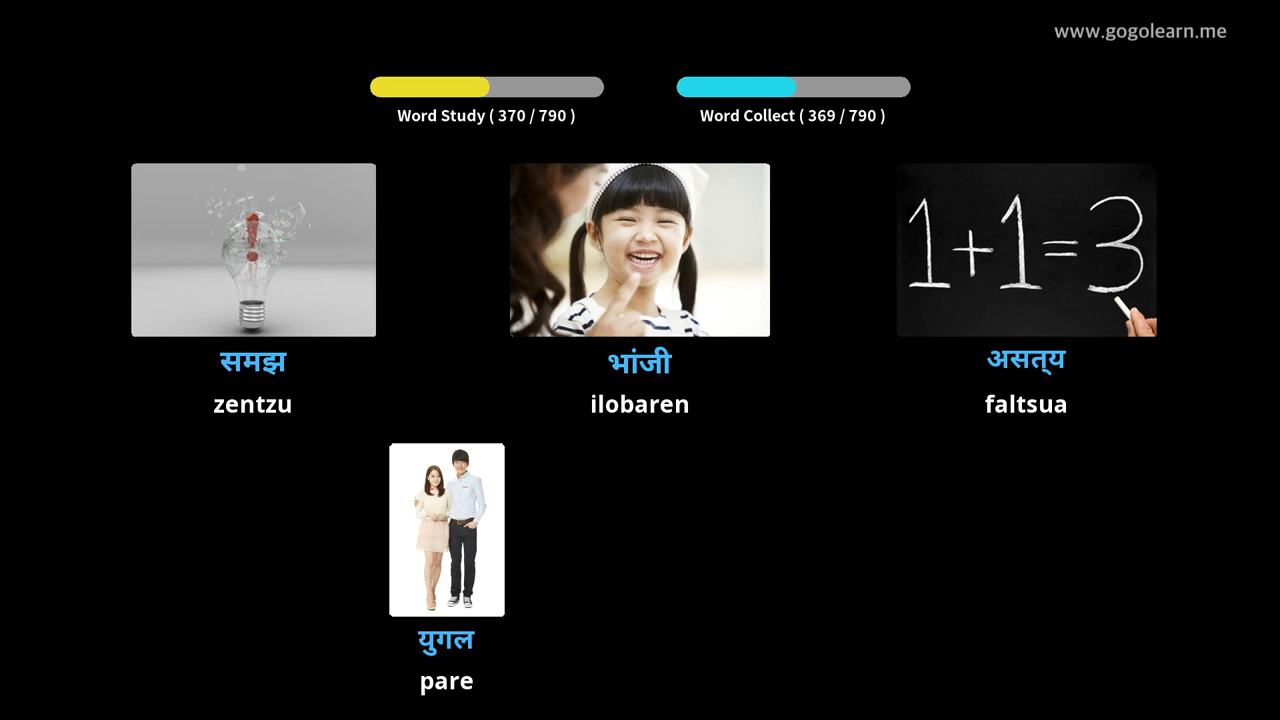 www.gogolearn.me
Word Study ( 370 / 790 )
Word Collect ( 369 / 790 )
1+1=3
समझ
zentzu
भांजी
ilobaren
असत्‌य
faltsua
युगल
pare